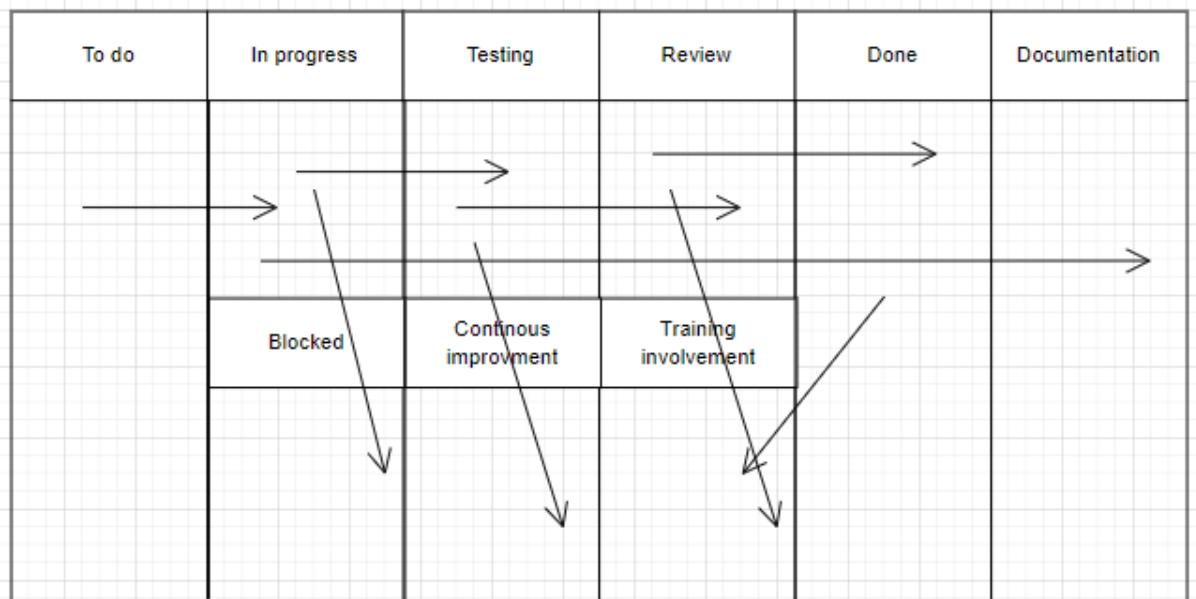 To do
In progress
Testing
Review
Done
Documentation
Blocked
Continous
improvment
Training
involvement